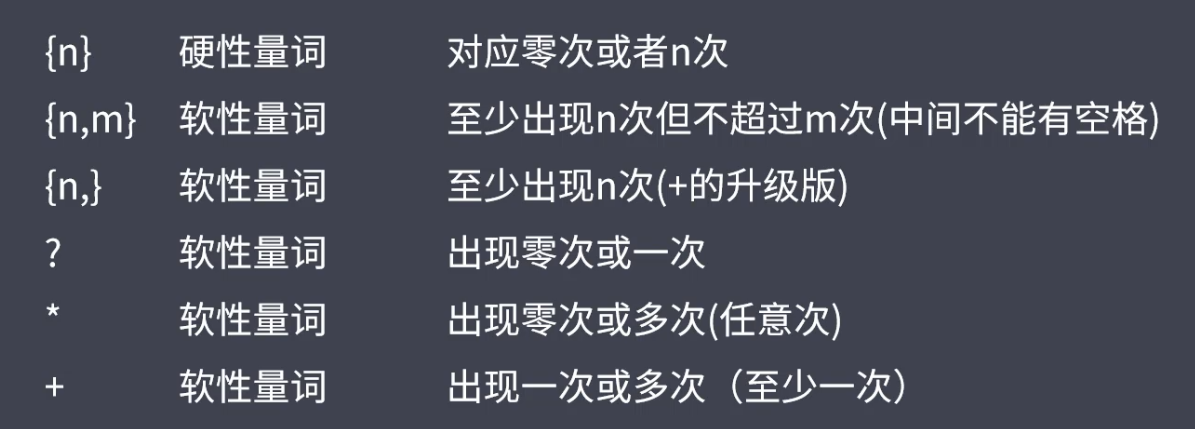 {n} 硬性量词 对应零次或者n次
{n,m} 软性量词 至少出现n次但不超过m次(中间不能有空格)
{n,} 软性量词 至少出现n次(+的升级版)
? 软性量词 出现零次或一次
* 软性量词 出现零次或多次(任意次)
+ 软性量词 出现一次或多次（至少一次）